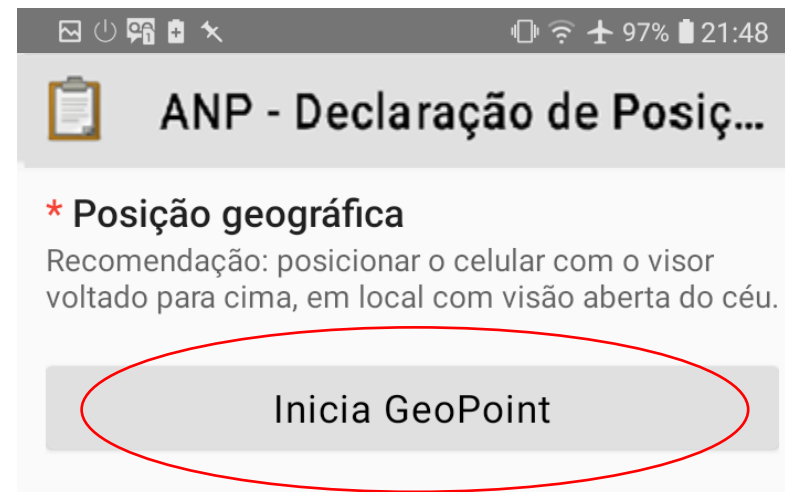 97% 21:48
ANP - Declaração de Posiç...
* Posição geográfica
Recomendação: posicionar o celular com o visor
voltado para cima, em local com visão aberta do céu.
Inicia GeoPoint